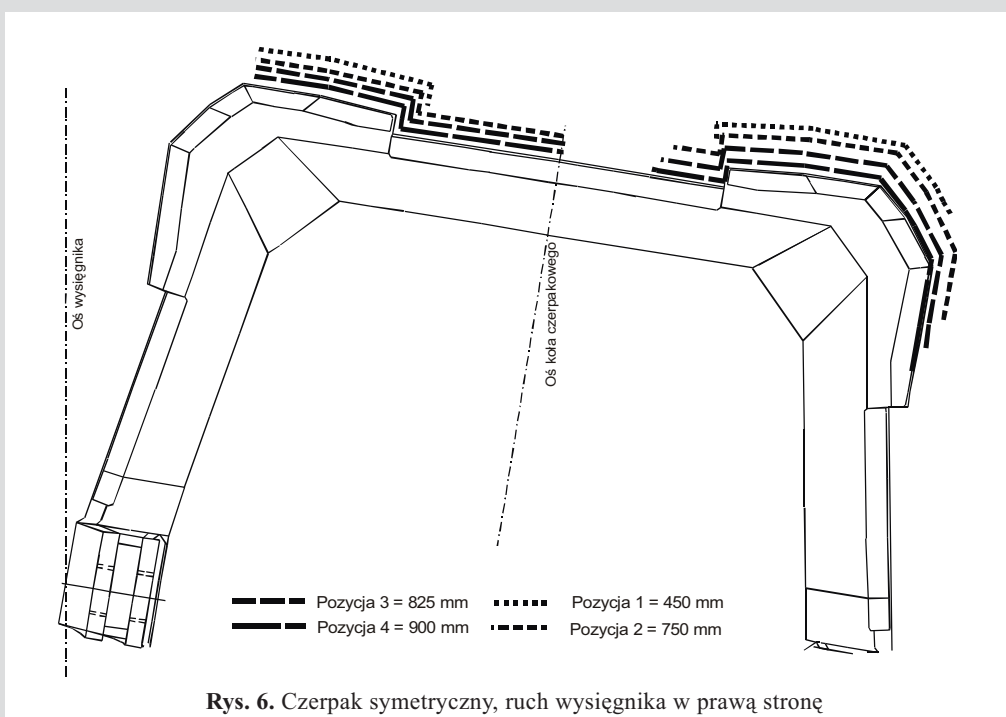 Oś wysięgnika
Oś koła czerpakowego
Pozycja 3 = 825 mm
Pozycja 1 = 450 mm
Pozycja 4 = 900 mm
Pozycja 2 = 750 mm
Rys. 6. Czerpak symetryczny, ruch wysięgnika w prawą stronę